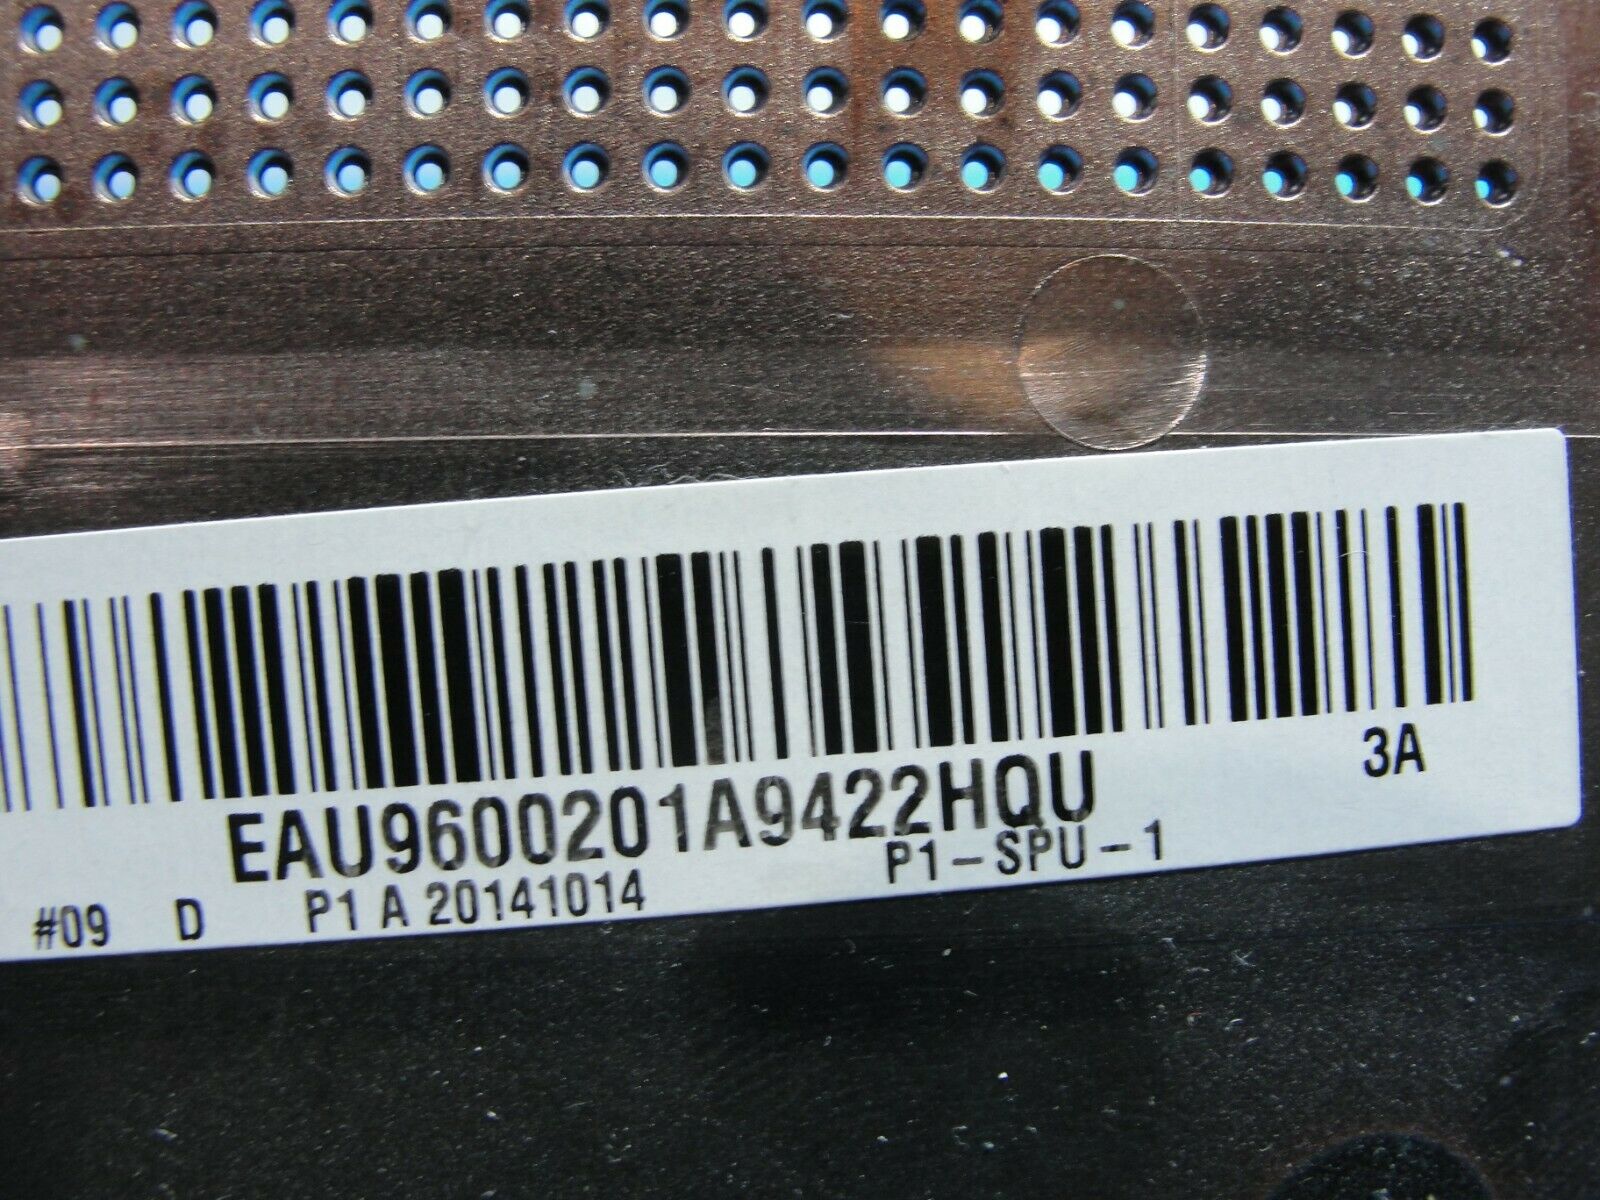 EAU9600201A9422HQU 3A
#09 D P1 A 20141014 P1-SPU-1